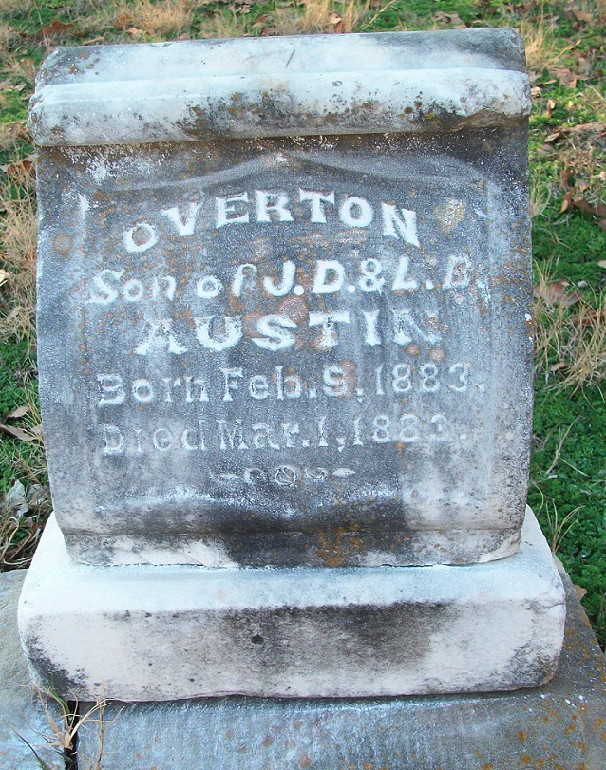 OVERTON
Son of J.D. & L.B.
AUSTIN
Born Feb. 9, 1883.
Died Mar. 1, 1883.